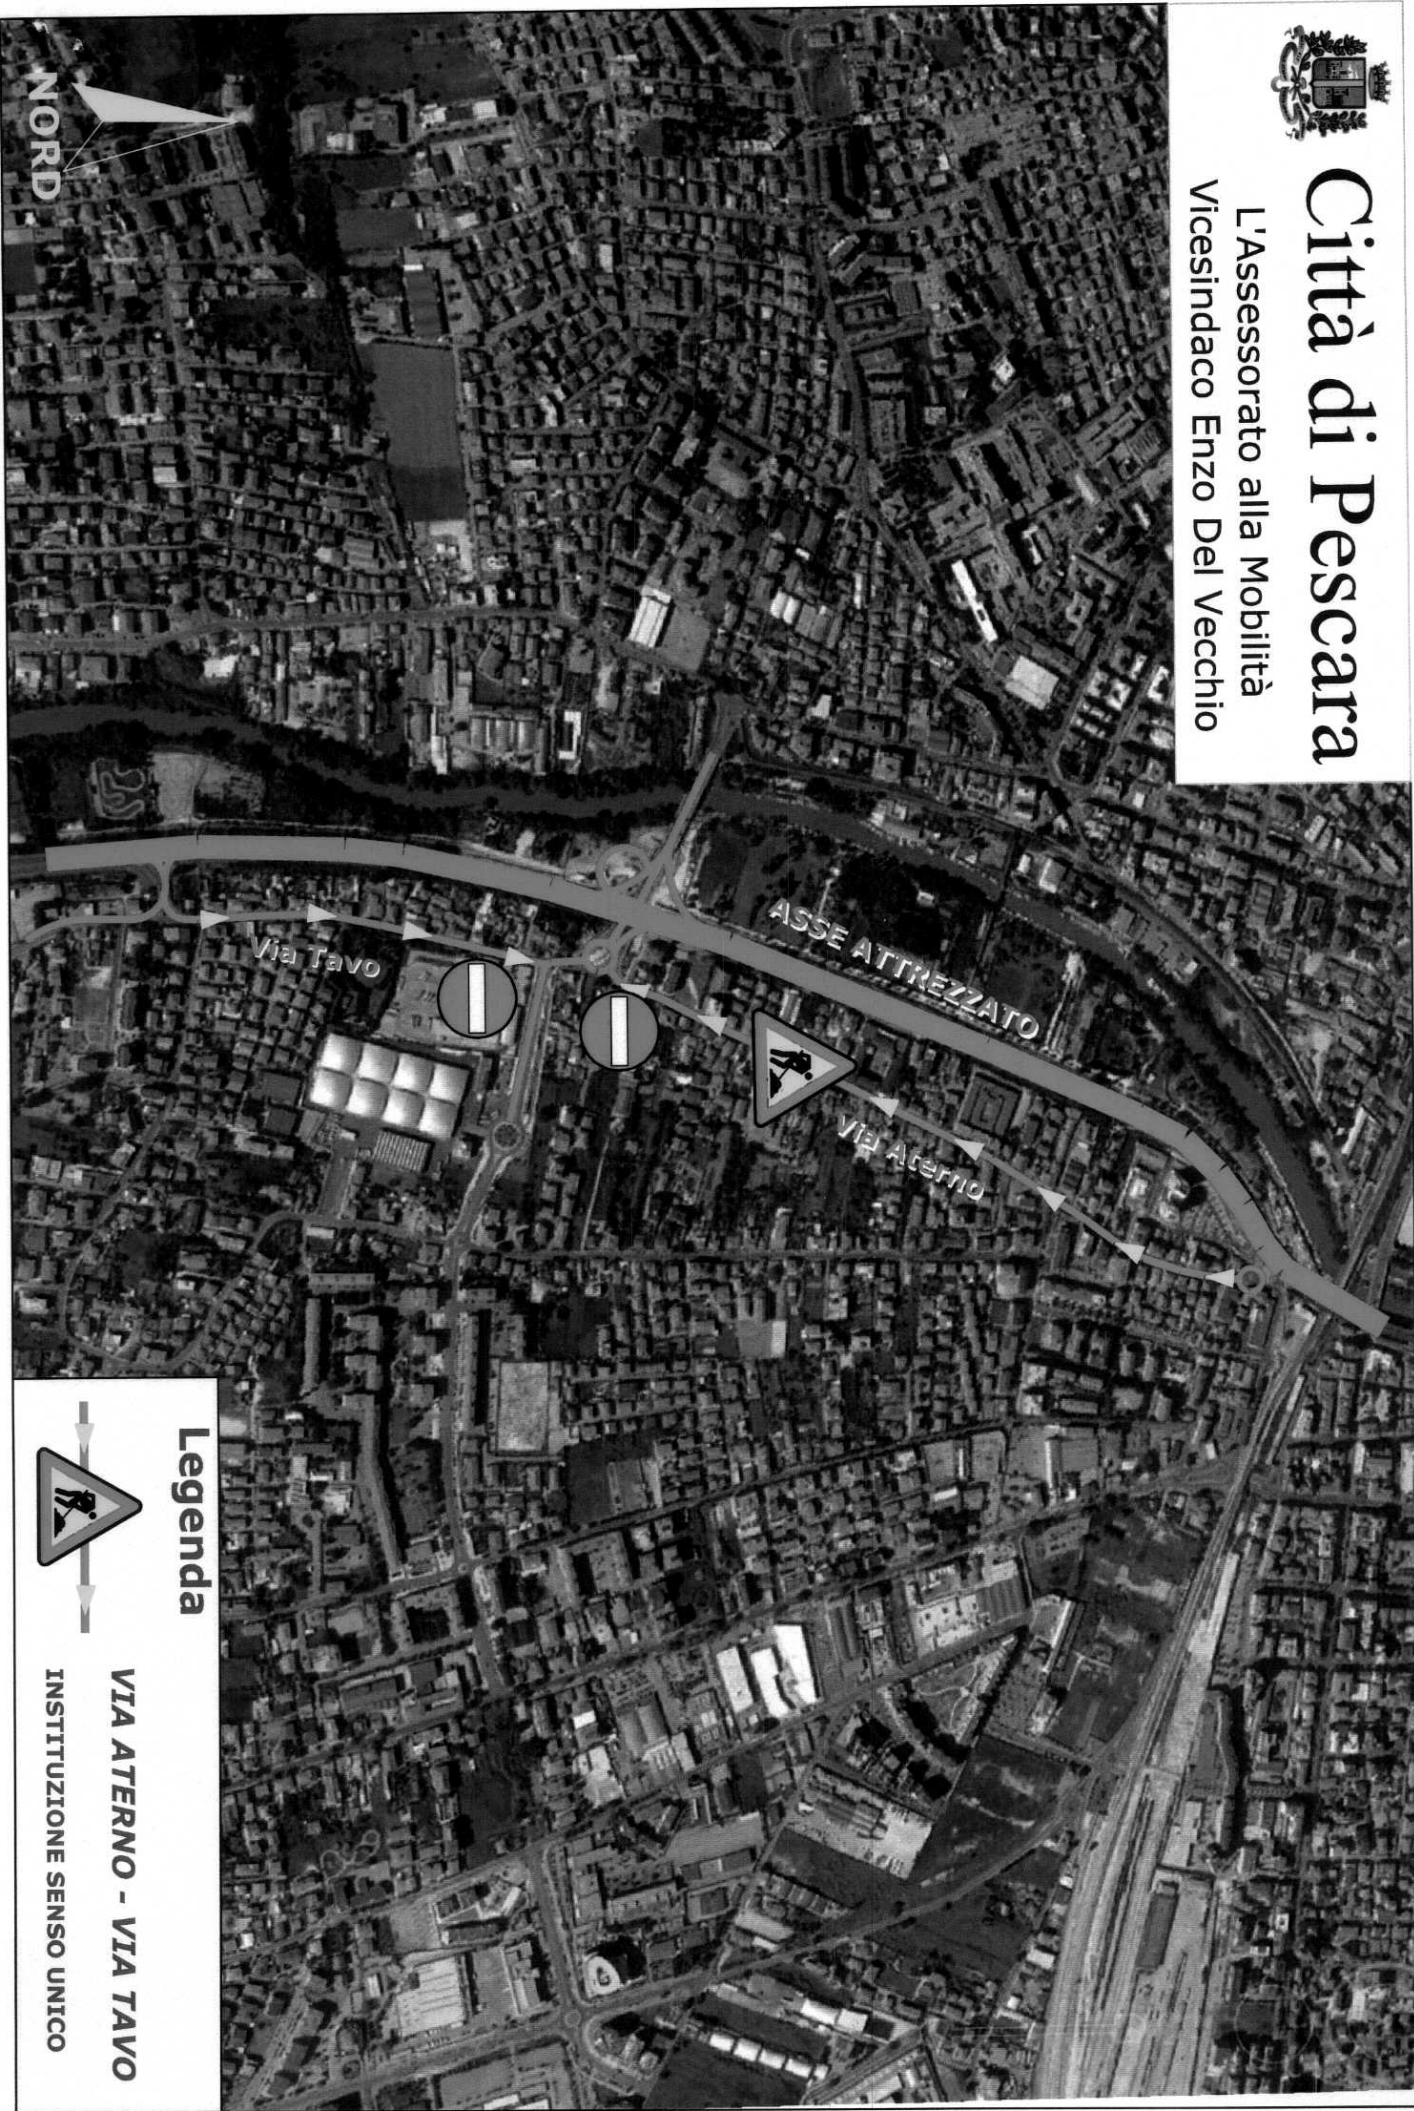 Città di Pescara
L'Assessorato alla Mobilità
Vicesindaco Enzo Del Vecchio
NORD
ASSE ATTREZZATO
Via Tavo
Via Aterno
Legenda
VIA ATERNO - VIA TAVO
INSTITUZIONE SENSO UNICO